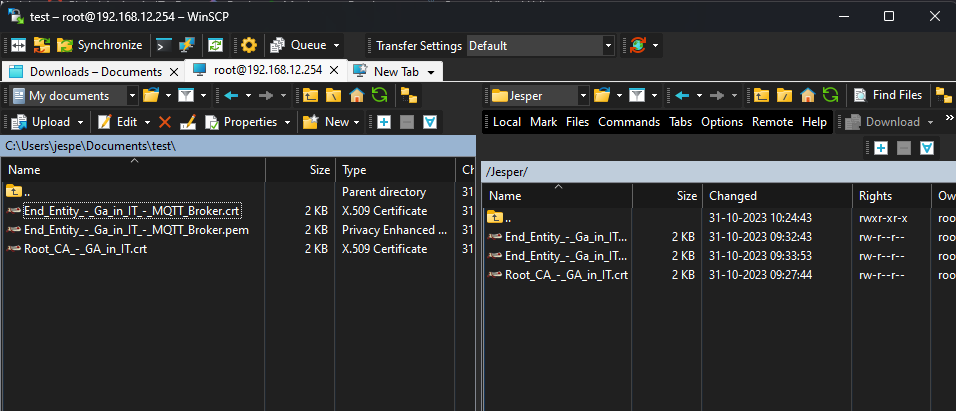 test – root@192.168.12.254 – WinSCP
Synchronize Queue Transfer Settings Default
Downloads – Documents root@192.168.12.254 New Tab
My documents
Upload Edit Properties New
C:\Users\jespe\Documents\test\
Name Size Type Ch
.. Parent directory 31
End_Entity_-_Ga_in_IT_-_MQTT_Broker.crt 2 KB X.509 Certificate 31
End_Entity_-_Ga_in_IT_-_MQTT_Broker.pem 2 KB Privacy Enhanced ... 31
Root_CA_-_GA_in_IT.crt 2 KB X.509 Certificate 31
Jesper Find Files
Local Mark Files Commands Tabs Options Remote Help Download
/Jesper/
Name Size Changed Rights Ow
.. 31-10-2023 10:24:43 rwxr-xr-x roo
End_Entity_-_Ga_in_IT... 2 KB 31-10-2023 09:32:43 rw-r--r-- roo
End_Entity_-_Ga_in_IT... 2 KB 31-10-2023 09:33:53 rw-r--r-- roo
Root_CA_-_GA_in_IT.crt 2 KB 31-10-2023 09:27:44 rw-r--r-- roo